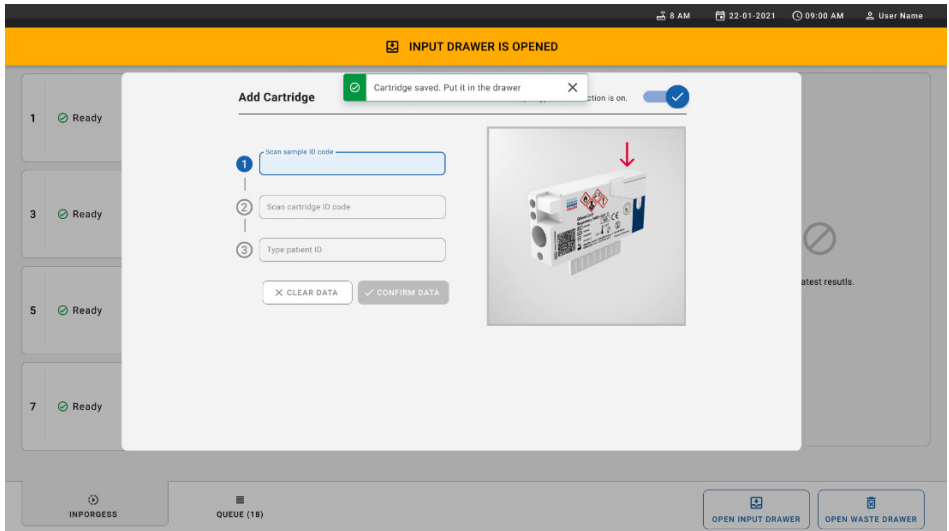 8 AM
22-01-2021
09:00 AM
User Name
INPUT DRAWER IS OPENED
Cartridge saved. Put it in the drawer
Add Cartridge
ction is on.
1
Ready
3
Ready
5
Ready
7
Ready
1
Scan sample ID code
2
Scan cartridge ID code
3
Type patient ID
CLEAR DATA
CONFIRM DATA
CE
atest resutls.
INPORGESS
QUEUE (18)
OPEN INPUT DRAWER
OPEN WASTE DRAWER